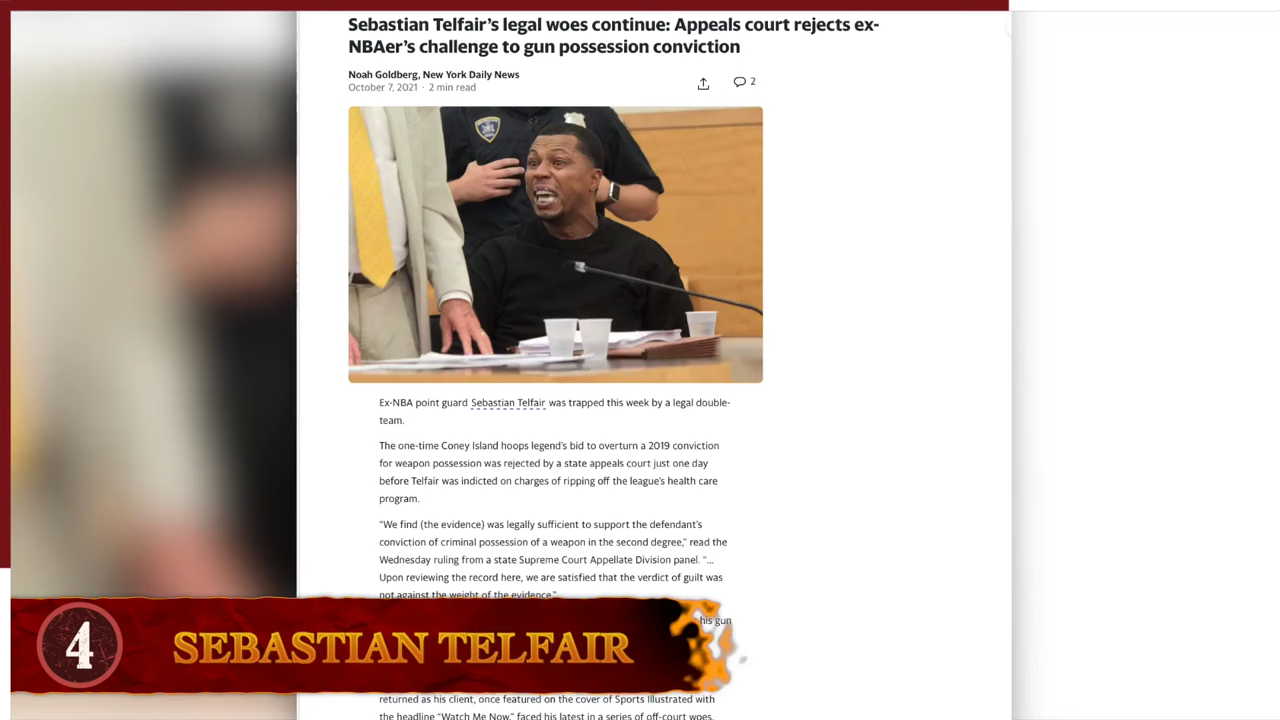 Sebastian Telfair’s legal woes continue: Appeals court rejects ex-
NBAer’s challenge to gun possession conviction
Noah Goldberg, New York Daily News
October 7, 2021 · 2 min read
2
Ex-NBA point guard Sebastian Telfair was trapped this week by a legal double-
team.
The one-time Coney Island hoops legend’s bid to overturn a 2019 conviction
for weapon possession was rejected by a state appeals court just one day
before Telfair was indicted on charges of ripping off the league’s health care
program.
“We find (the evidence) was legally sufficient to support the defendant’s
conviction of criminal possession of a weapon in the second degree,” read the
Wednesday ruling from a state Supreme Court Appellate Division panel. “...
Upon reviewing the record here, we are satisfied that the verdict of guilt was
not against the weight of the evidence.”
his gun
4
SEBASTIAN TELFAIR
returned as his client, once featured on the cover of Sports Illustrated with
the headline “Watch Me Now,” faced his latest in a series of off-court woes.